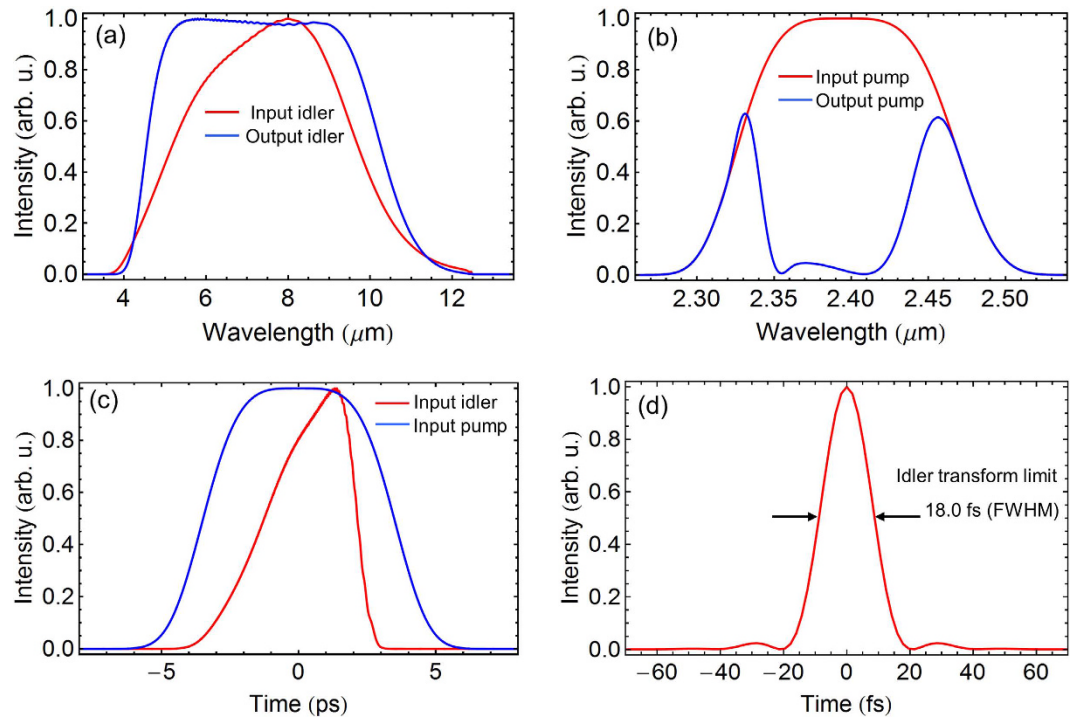 (a)
Input idler
Output idler
Intensity (arb. u.)
1.0
0.8
0.6
0.4
0.2
0.0
4 6 8 10 12
Wavelength (μm)
(b)
Input pump
Output pump
Intensity (arb. u.)
1.0
0.8
0.6
0.4
0.2
0.0
2.30 2.35 2.40 2.45 2.50
Wavelength (μm)
(c)
Input idler
Input pump
Intensity (arb. u.)
1.0
0.8
0.6
0.4
0.2
0.0
−5 0 5
Time (ps)
(d)
Idler transform limit
18.0 fs (FWHM)
Intensity (arb. u.)
1.0
0.8
0.6
0.4
0.2
0.0
−60 −40 −20 0 20 40 60
Time (fs)